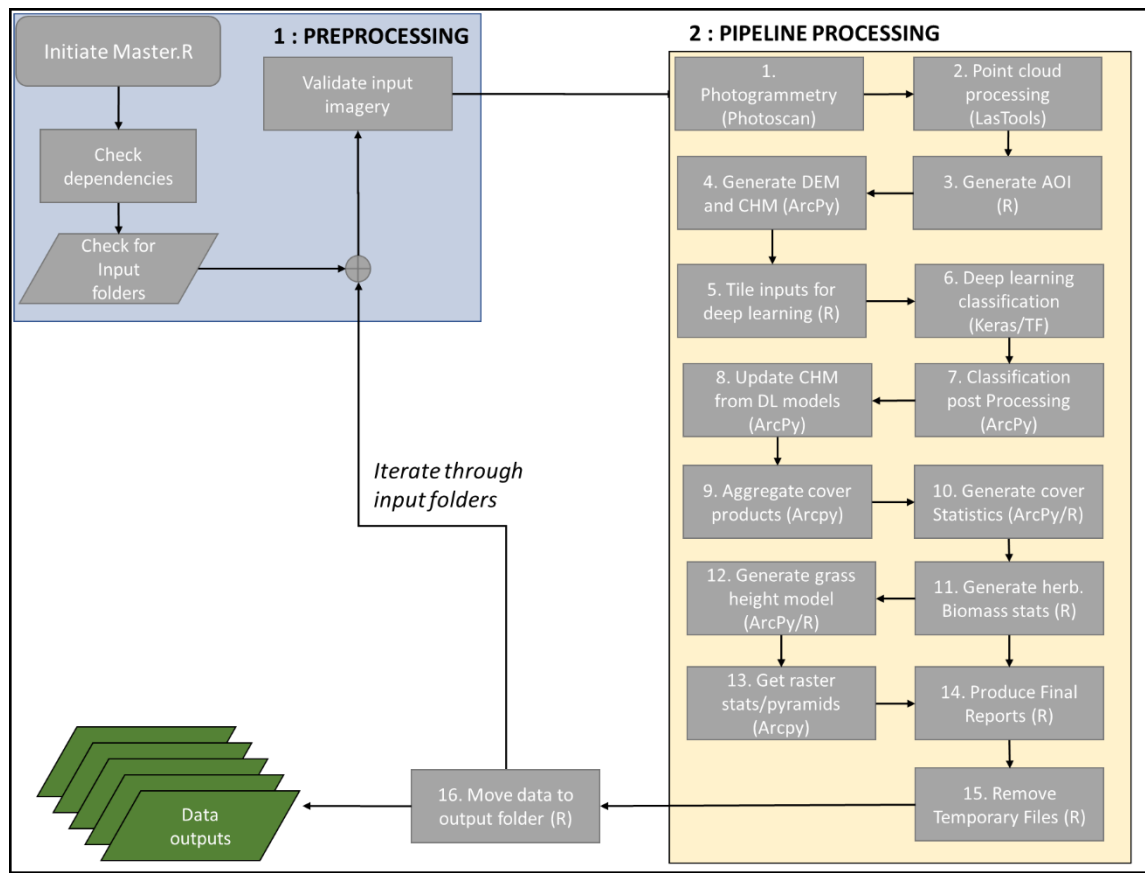 1 : PREPROCESSING
Initiate Master.R
Check
dependencies
Check for
Input
folders
Validate input
imagery
2 : PIPELINE PROCESSING
1.
Photogrammetry
(Photoscan)
2. Point cloud
processing
(LasTools)
3. Generate AOI
(R)
4. Generate DEM
and CHM (ArcPy)
5. Tile inputs for
deep learning (R)
6. Deep learning
classification
(Keras/TF)
7. Classification
post Processing
(ArcPy)
8. Update CHM
from DL models
(ArcPy)
9. Aggregate cover
products (Arcpy)
10. Generate cover
Statistics (ArcPy/R)
11. Generate herb.
Biomass stats (R)
12. Generate grass
height model
(ArcPy/R)
13. Get raster
stats/pyramids
(Arcpy)
14. Produce Final
Reports (R)
15. Remove
Temporary Files (R)
16. Move data to
output folder (R)
Iterate through
input folders
Data
outputs